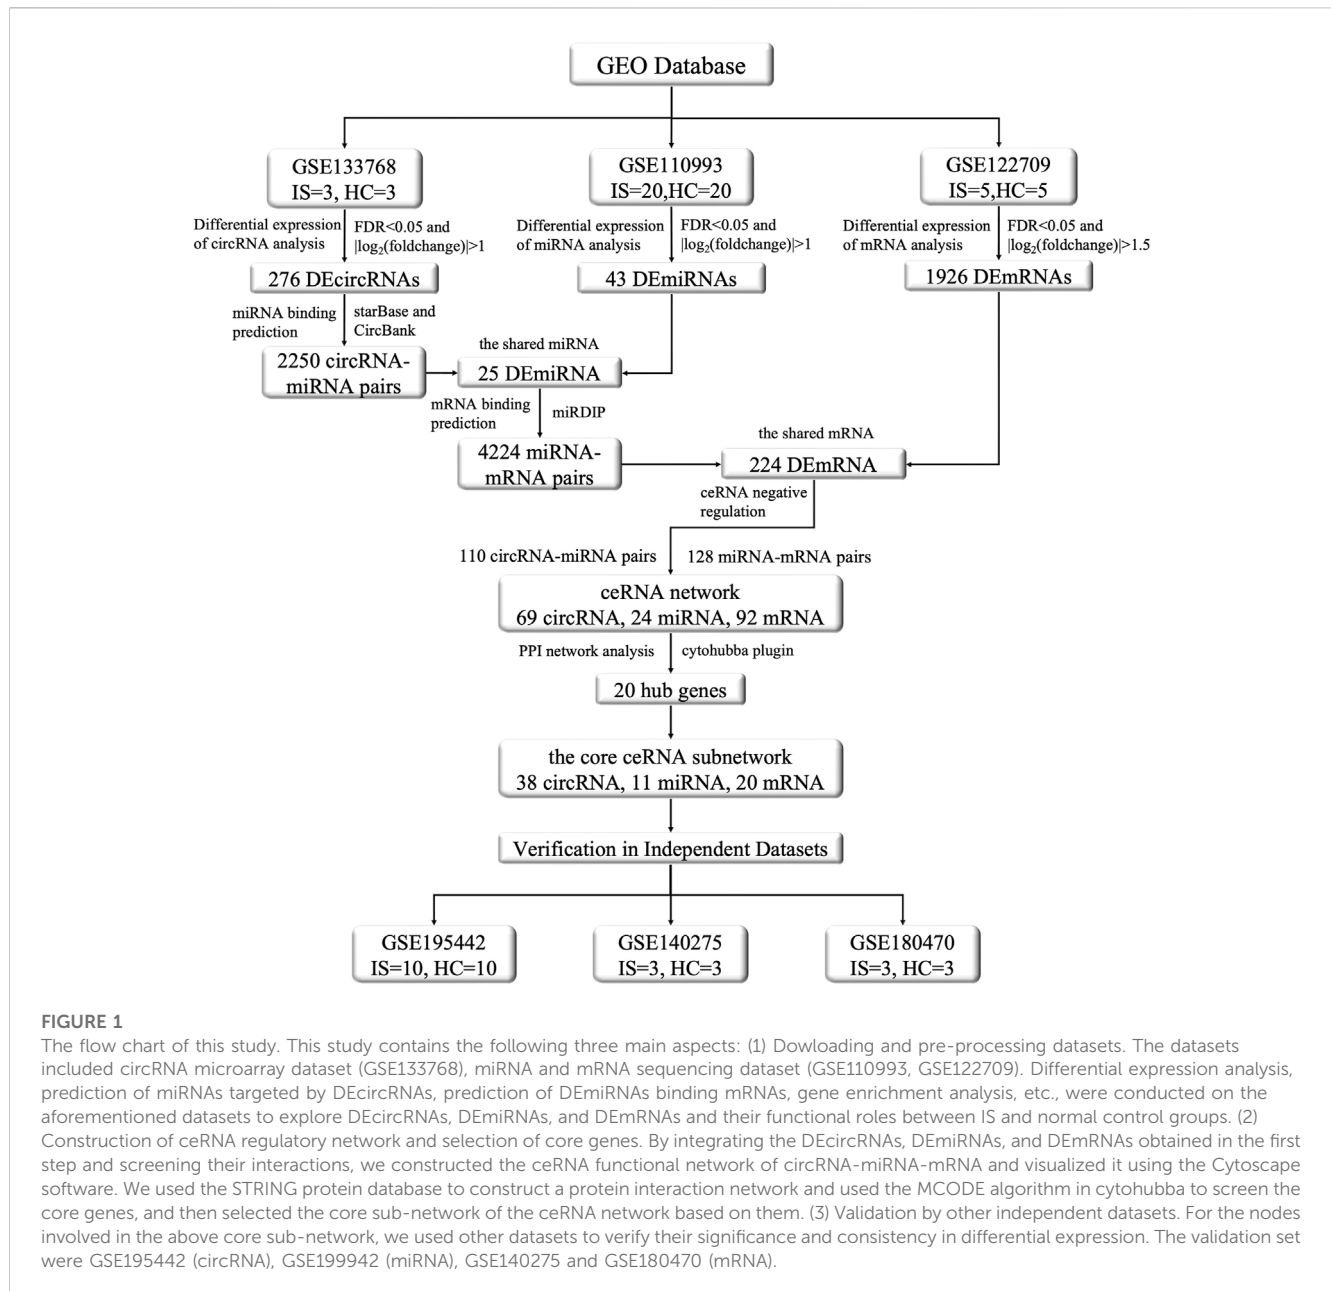 GEO Database
GSE133768
IS=3, HC=3
GSE110993
IS=20,HC=20
GSE122709
IS=5,HC=5
Differential expression
of circRNA analysis
FDR<0.05 and
|log2(foldchange)|>1
Differential expression
of miRNA analysis
FDR<0.05 and
|log2(foldchange)|>1
Differential expression
of mRNA analysis
FDR<0.05 and
|log2(foldchange)|>1.5
276 DEcircRNAs
43 DEmiRNAs
1926 DEmRNAs
miRNA binding
prediction
starBase and
CircBank
2250 circRNA-
miRNA pairs
the shared miRNA
25 DEmiRNA
mRNA binding
prediction
miRDIP
4224 miRNA-
mRNA pairs
the shared mRNA
224 DEmRNA
ceRNA negative
regulation
110 circRNA-miRNA pairs
128 miRNA-mRNA pairs
ceRNA network
69 circRNA, 24 miRNA, 92 mRNA
PPI network analysis
cytohubba plugin
20 hub genes
the core ceRNA subnetwork
38 circRNA, 11 miRNA, 20 mRNA
Verification in Independent Datasets
GSE195442
IS=10, HC=10
GSE140275
IS=3, HC=3
GSE180470
IS=3, HC=3
FIGURE 1
The flow chart of this study. This study contains the following three main aspects: (1) Dowloading and pre-processing datasets. The datasets
included circRNA microarray dataset (GSE133768), miRNA and mRNA sequencing dataset (GSE110993, GSE122709). Differential expression analysis,
prediction of miRNAs targeted by DEcircRNAs, prediction of DEmiRNAs binding mRNAs, gene enrichment analysis, etc., were conducted on the
aforementioned datasets to explore DEcircRNAs, DEmiRNAs, and DEmRNAs and their functional roles between IS and normal control groups. (2)
Construction of ceRNA regulatory network and selection of core genes. By integrating the DEcircRNAs, DEmiRNAs, and DEmRNAs obtained in the first
step and screening their interactions, we constructed the ceRNA functional network of circRNA-miRNA-mRNA and visualized it using the Cytoscape
software. We used the STRING protein database to construct a protein interaction network and used the MCODE algorithm in cytohubba to screen the
core genes, and then selected the core sub-network of the ceRNA network based on them. (3) Validation by other independent datasets. For the nodes
involved in the above core sub-network, we used other datasets to verify their significance and consistency in differential expression. The validation set
were GSE195442 (circRNA), GSE199942 (miRNA), GSE140275 and GSE180470 (mRNA).